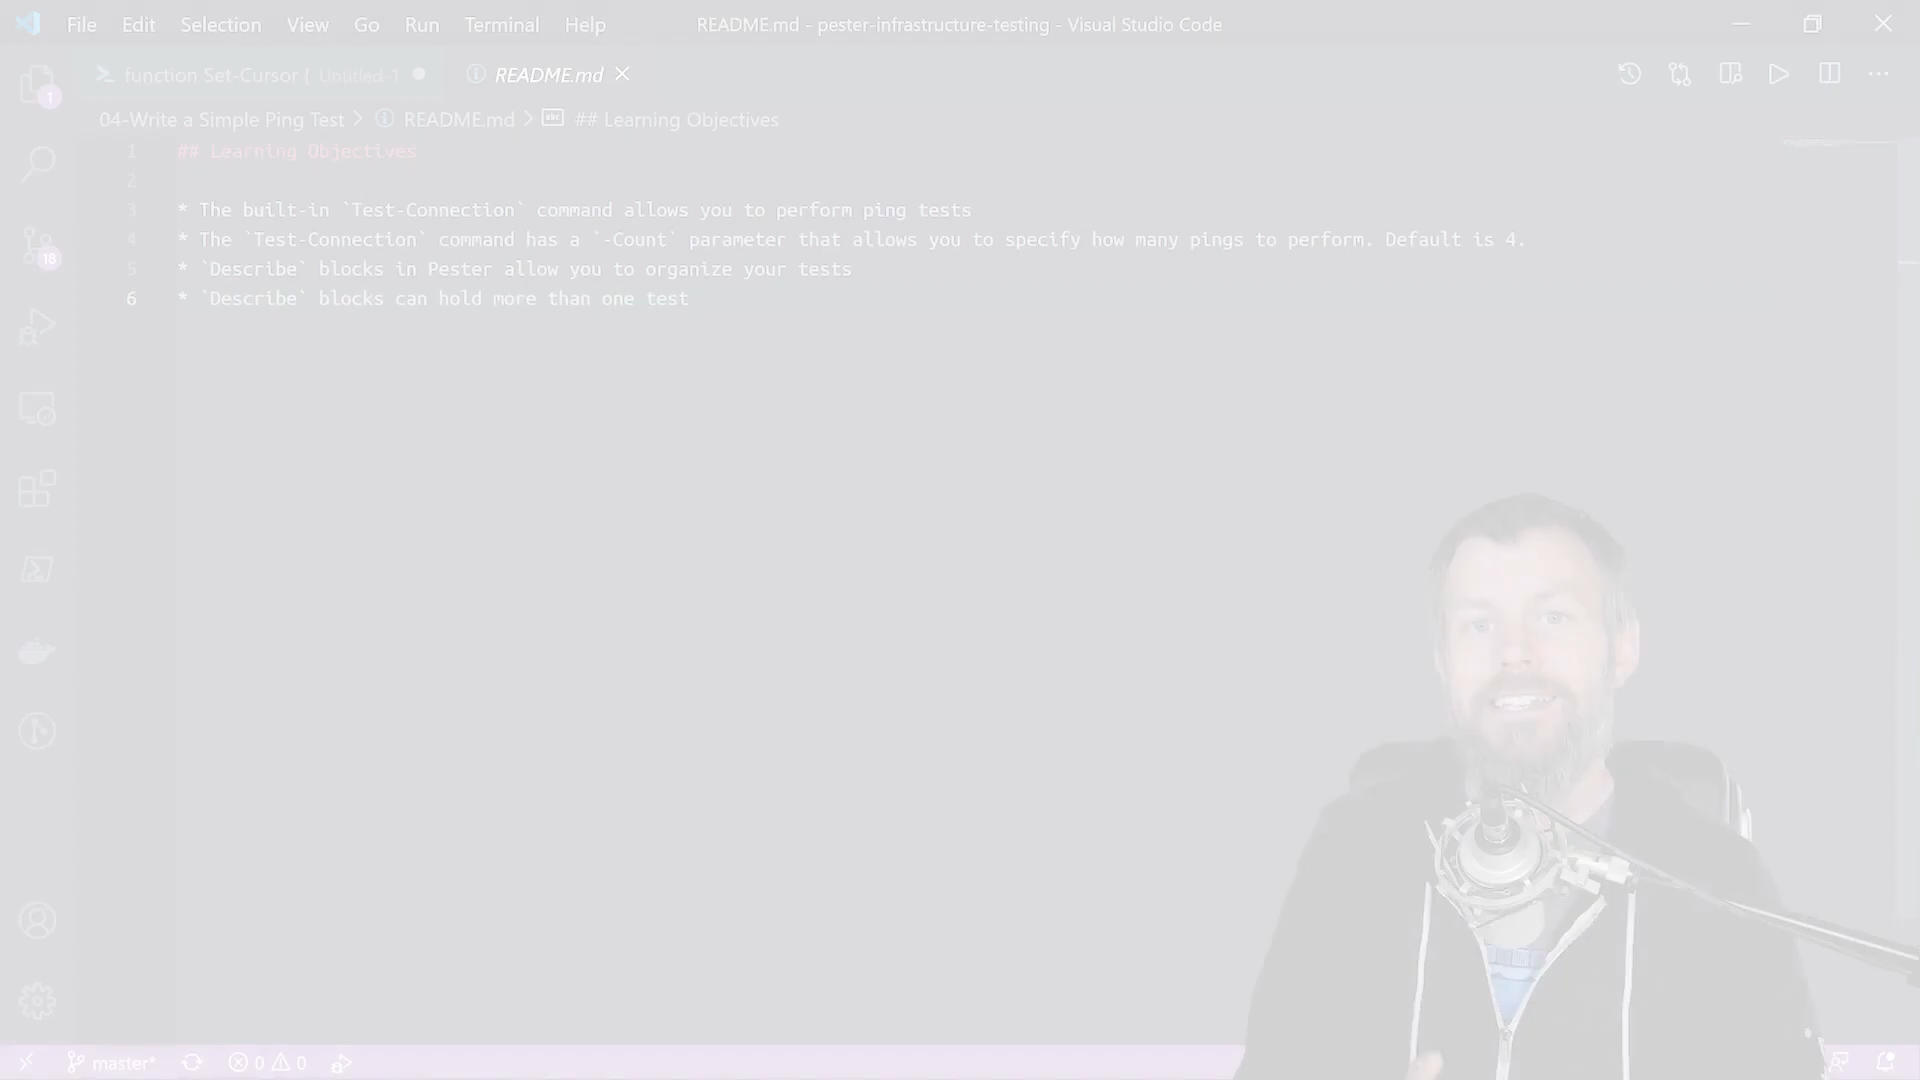 File Edit Selection View Go Run Terminal Help README.md - pester-infrastructure-testing - Visual Studio Code
function Set-Cursor { Untitled-1 README.md
04-Write a Simple Ping Test > README.md > ## Learning Objectives
1 ## Learning Objectives
2
3 * The built-in `Test-Connection` command allows you to perform ping tests
4 * The `Test-Connection` command has a `-Count` parameter that allows you to specify how many pings to perform. Default is 4.
5 * `Describe` blocks in Pester allow you to organize your tests
6 * `Describe` blocks can hold more than one test
1
18
master* 0 0